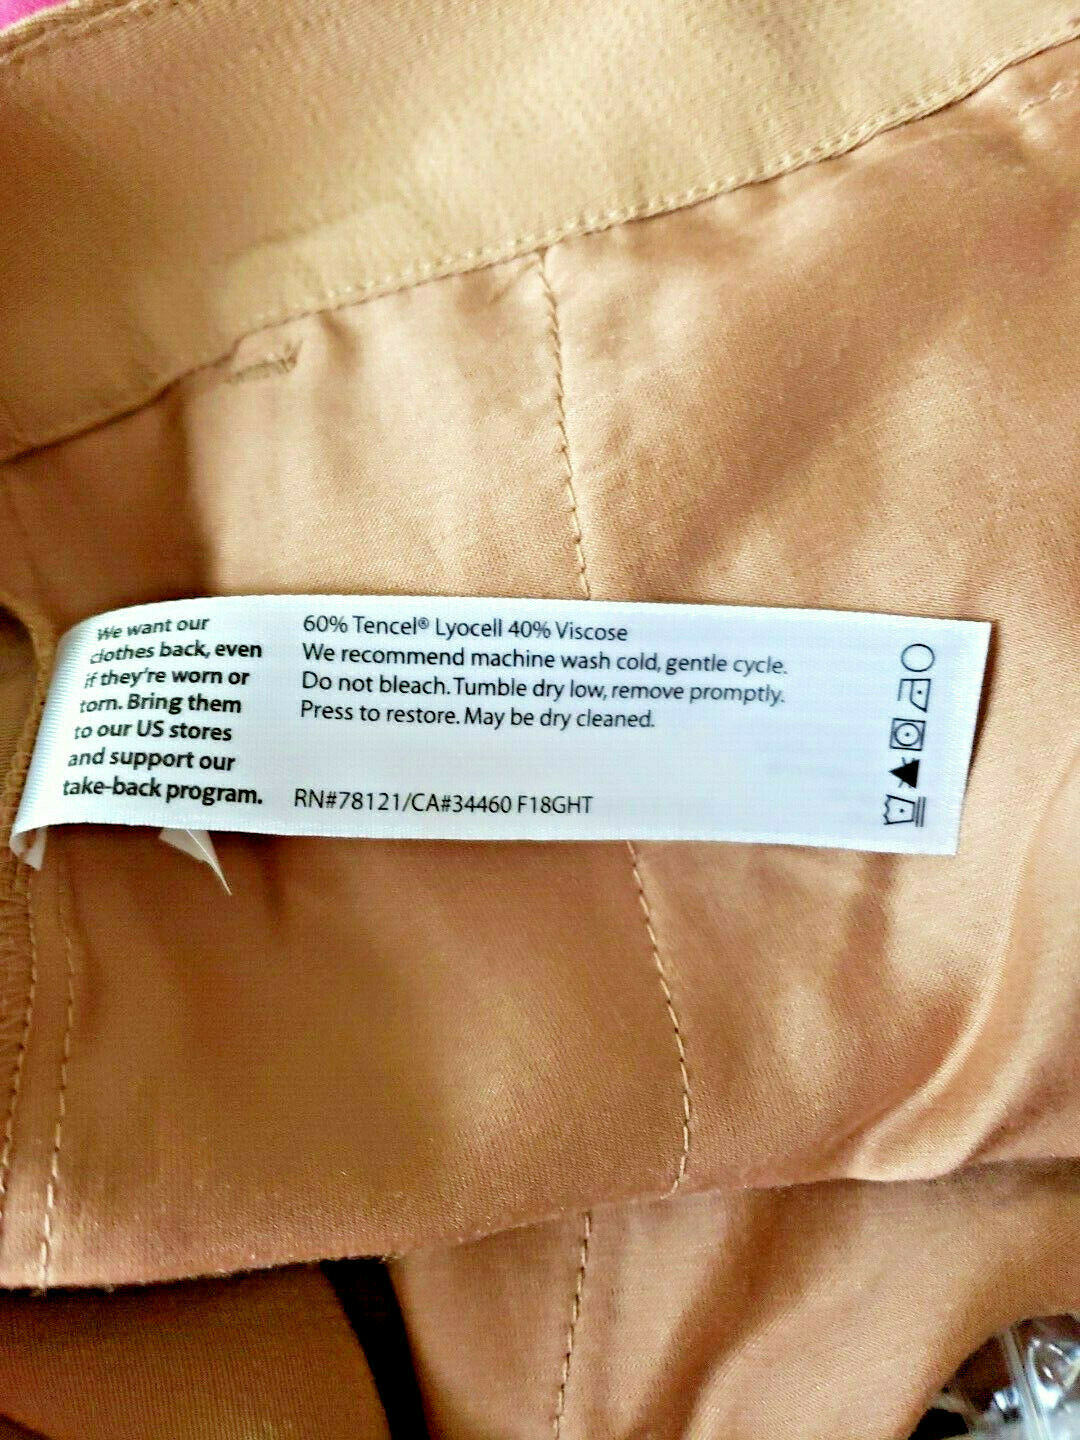 We want our
clothes back, even
if they're worn or
torn. Bring them
to our US stores
and support our
take-back program.
60% Tencel® Lyocell 40% Viscose
We recommend machine wash cold, gentle cycle.
Do not bleach. Tumble dry low, remove promptly.
Press to restore. May be dry cleaned.
RN#78121/CA#34460 F18GHT